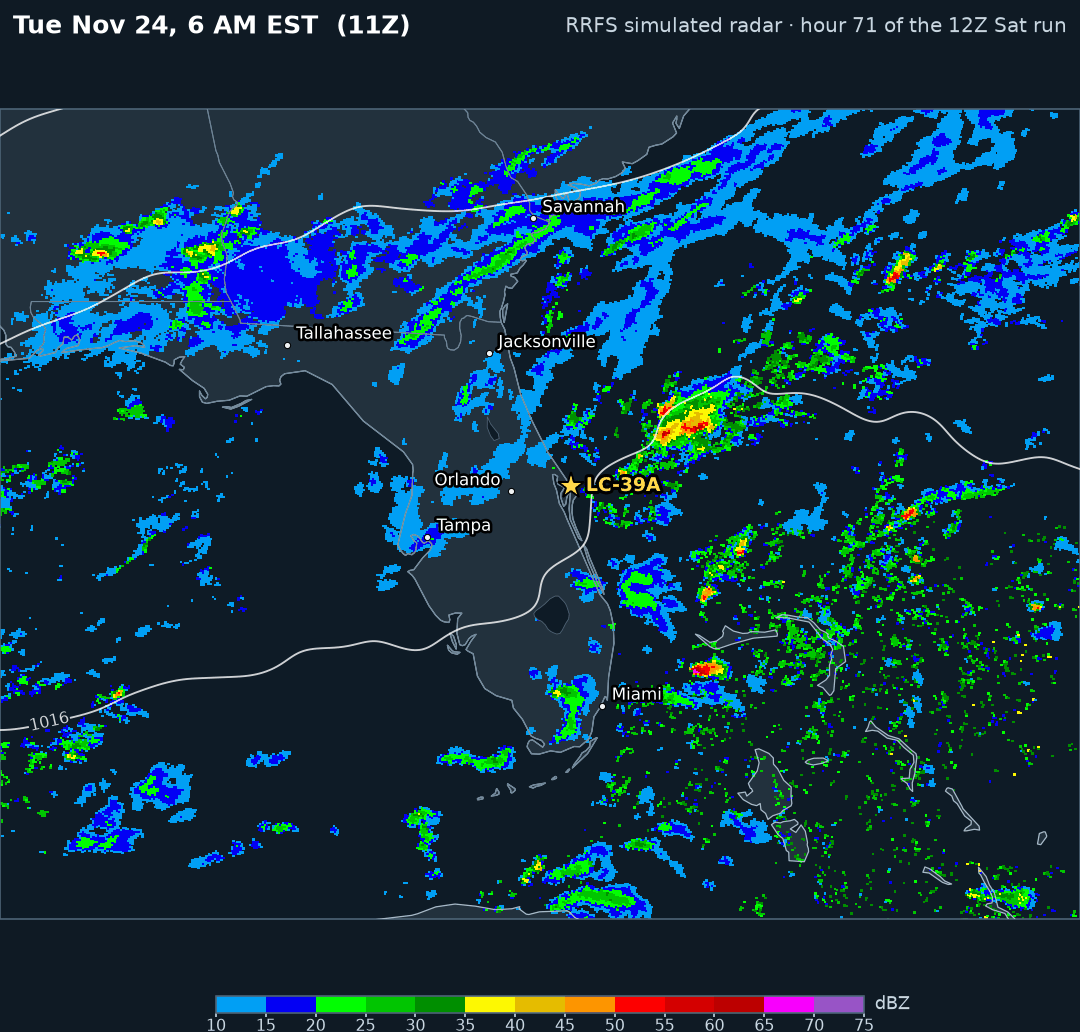 Tue Nov 24, 6 AM EST (11Z)
RRFS simulated radar · hour 71 of the 12Z Sat run
Savannah
Tallahassee
Jacksonville
Orlando
LC-39A
Tampa
Miami
1016
dBZ
10 15 20 25 30 35 40 45 50 55 60 65 70 75